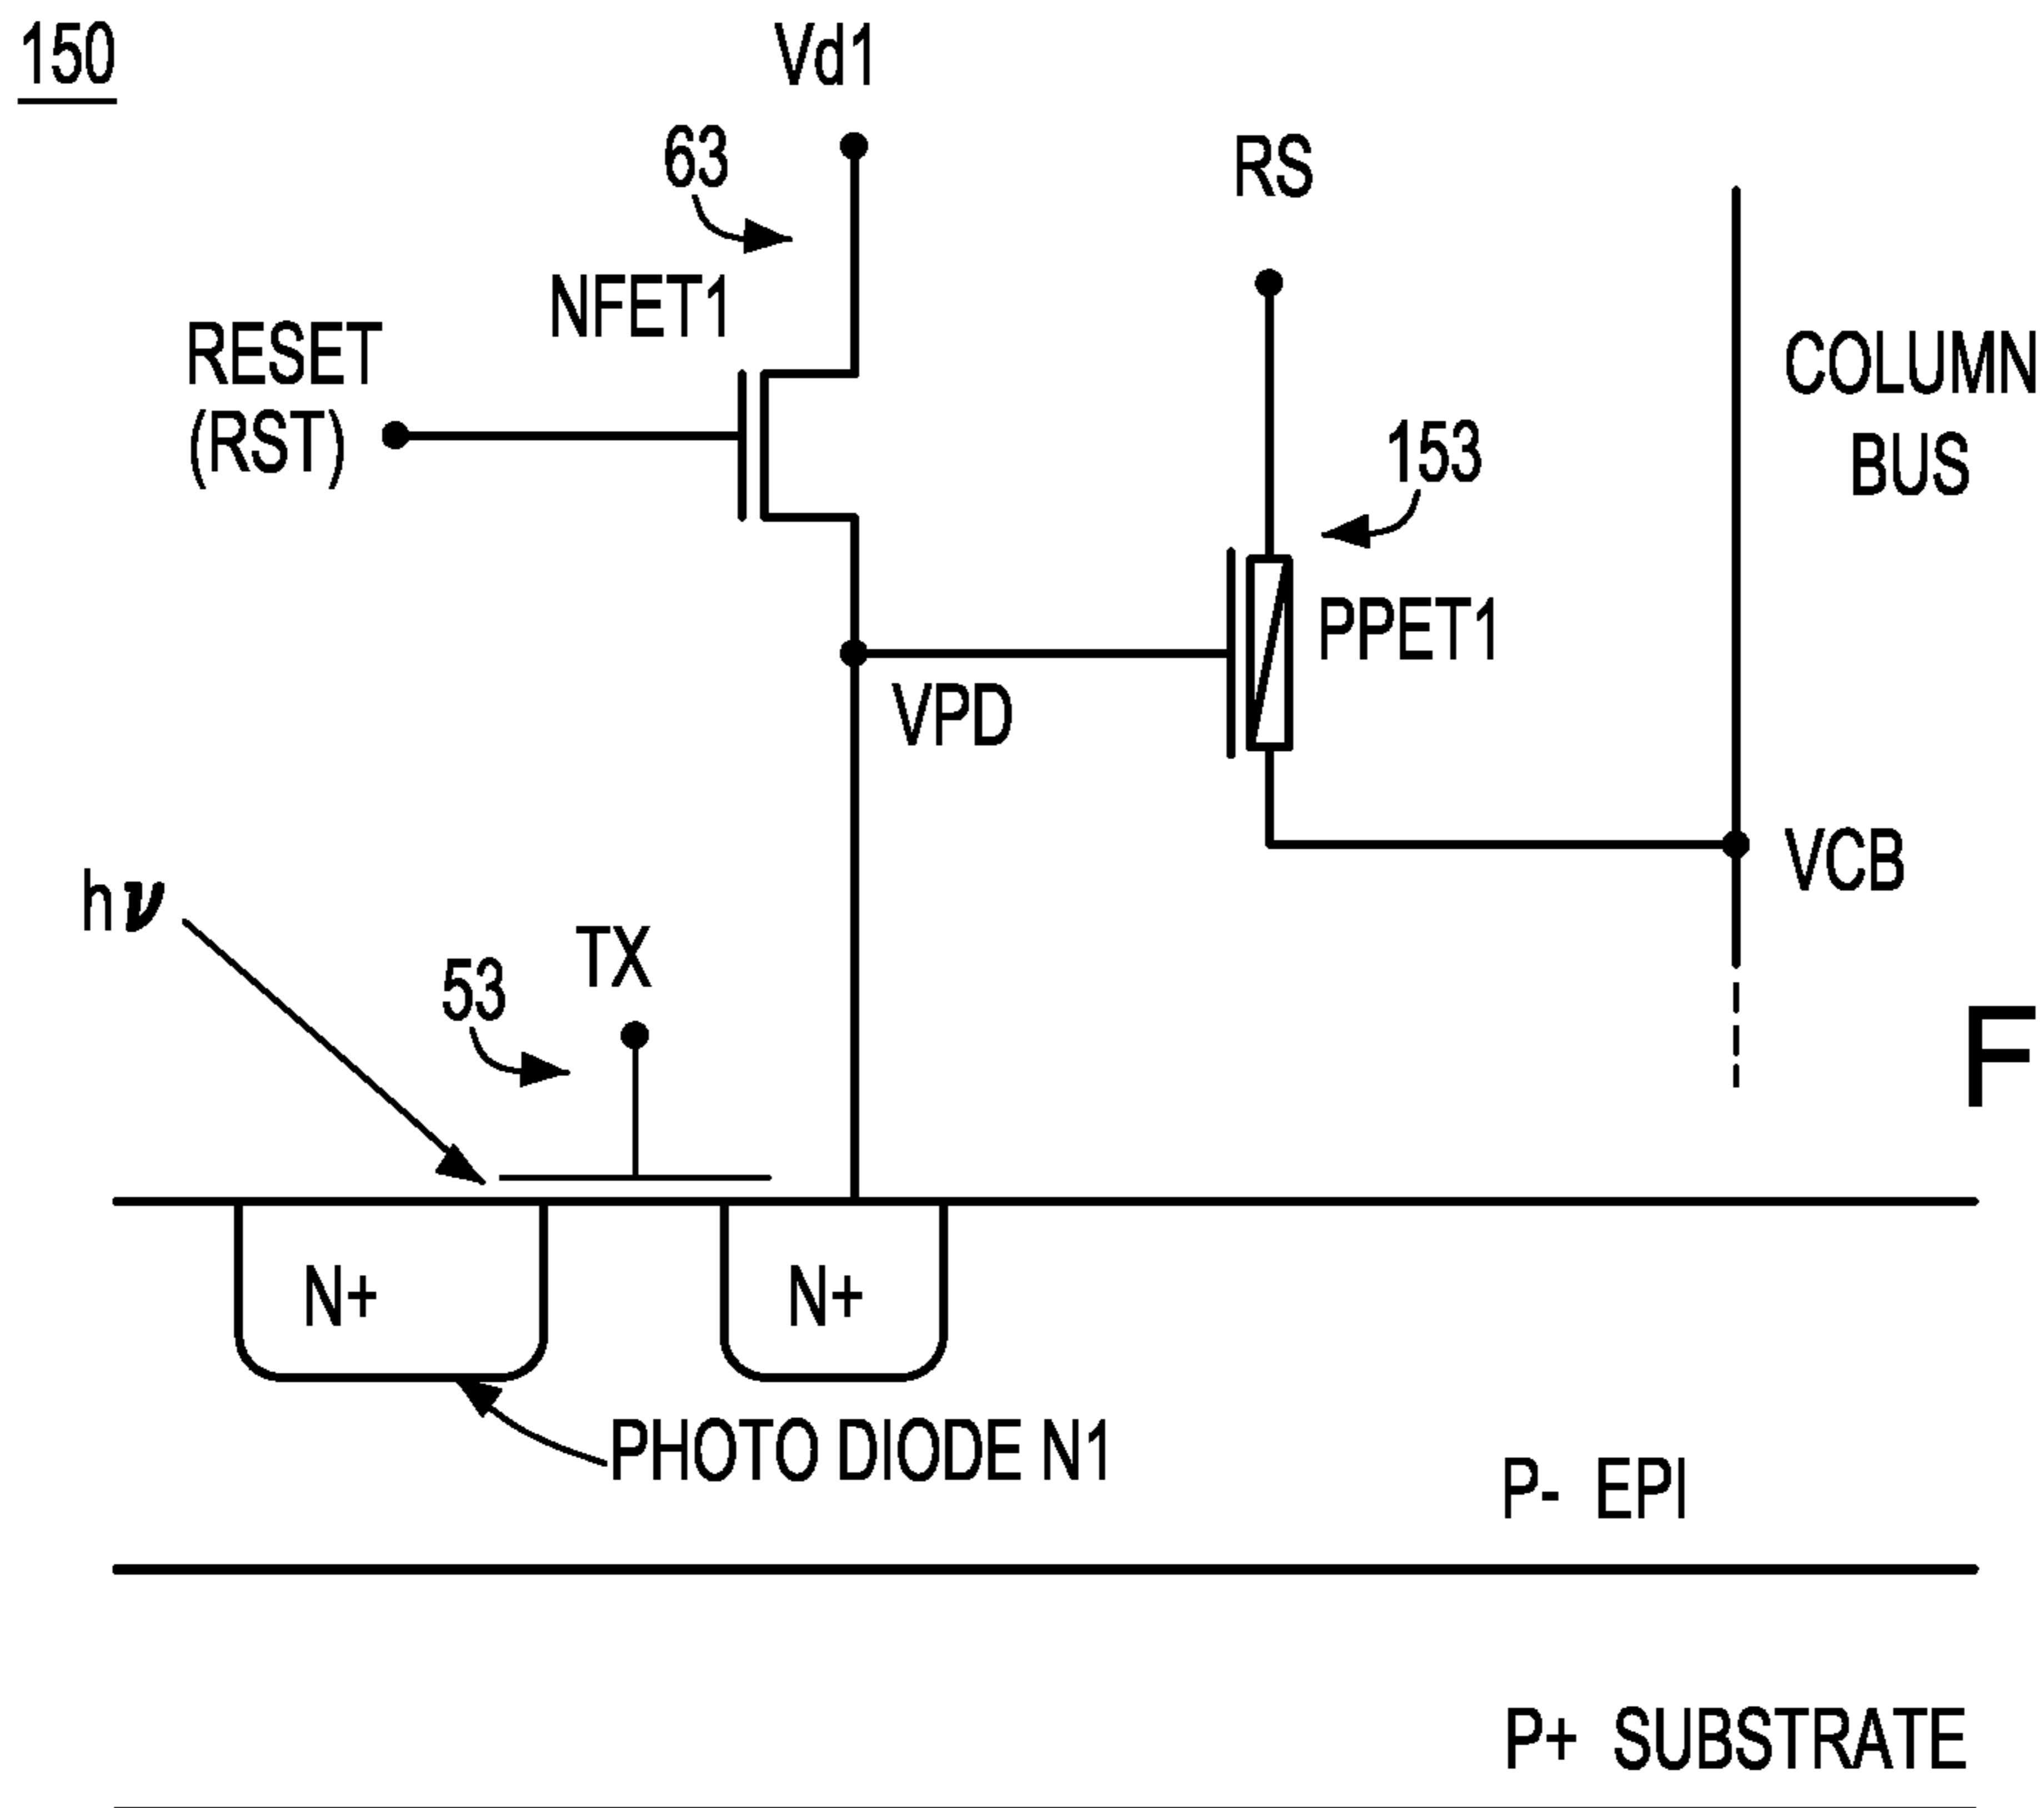 150
Vd1
63
RS
NFET1
RESET
(RST)
COLUMN
BUS
153
PPET1
VPD
VCB
hν
TX
53
F
N+
N+
PHOTO DIODE N1
P- EPI
P+ SUBSTRATE